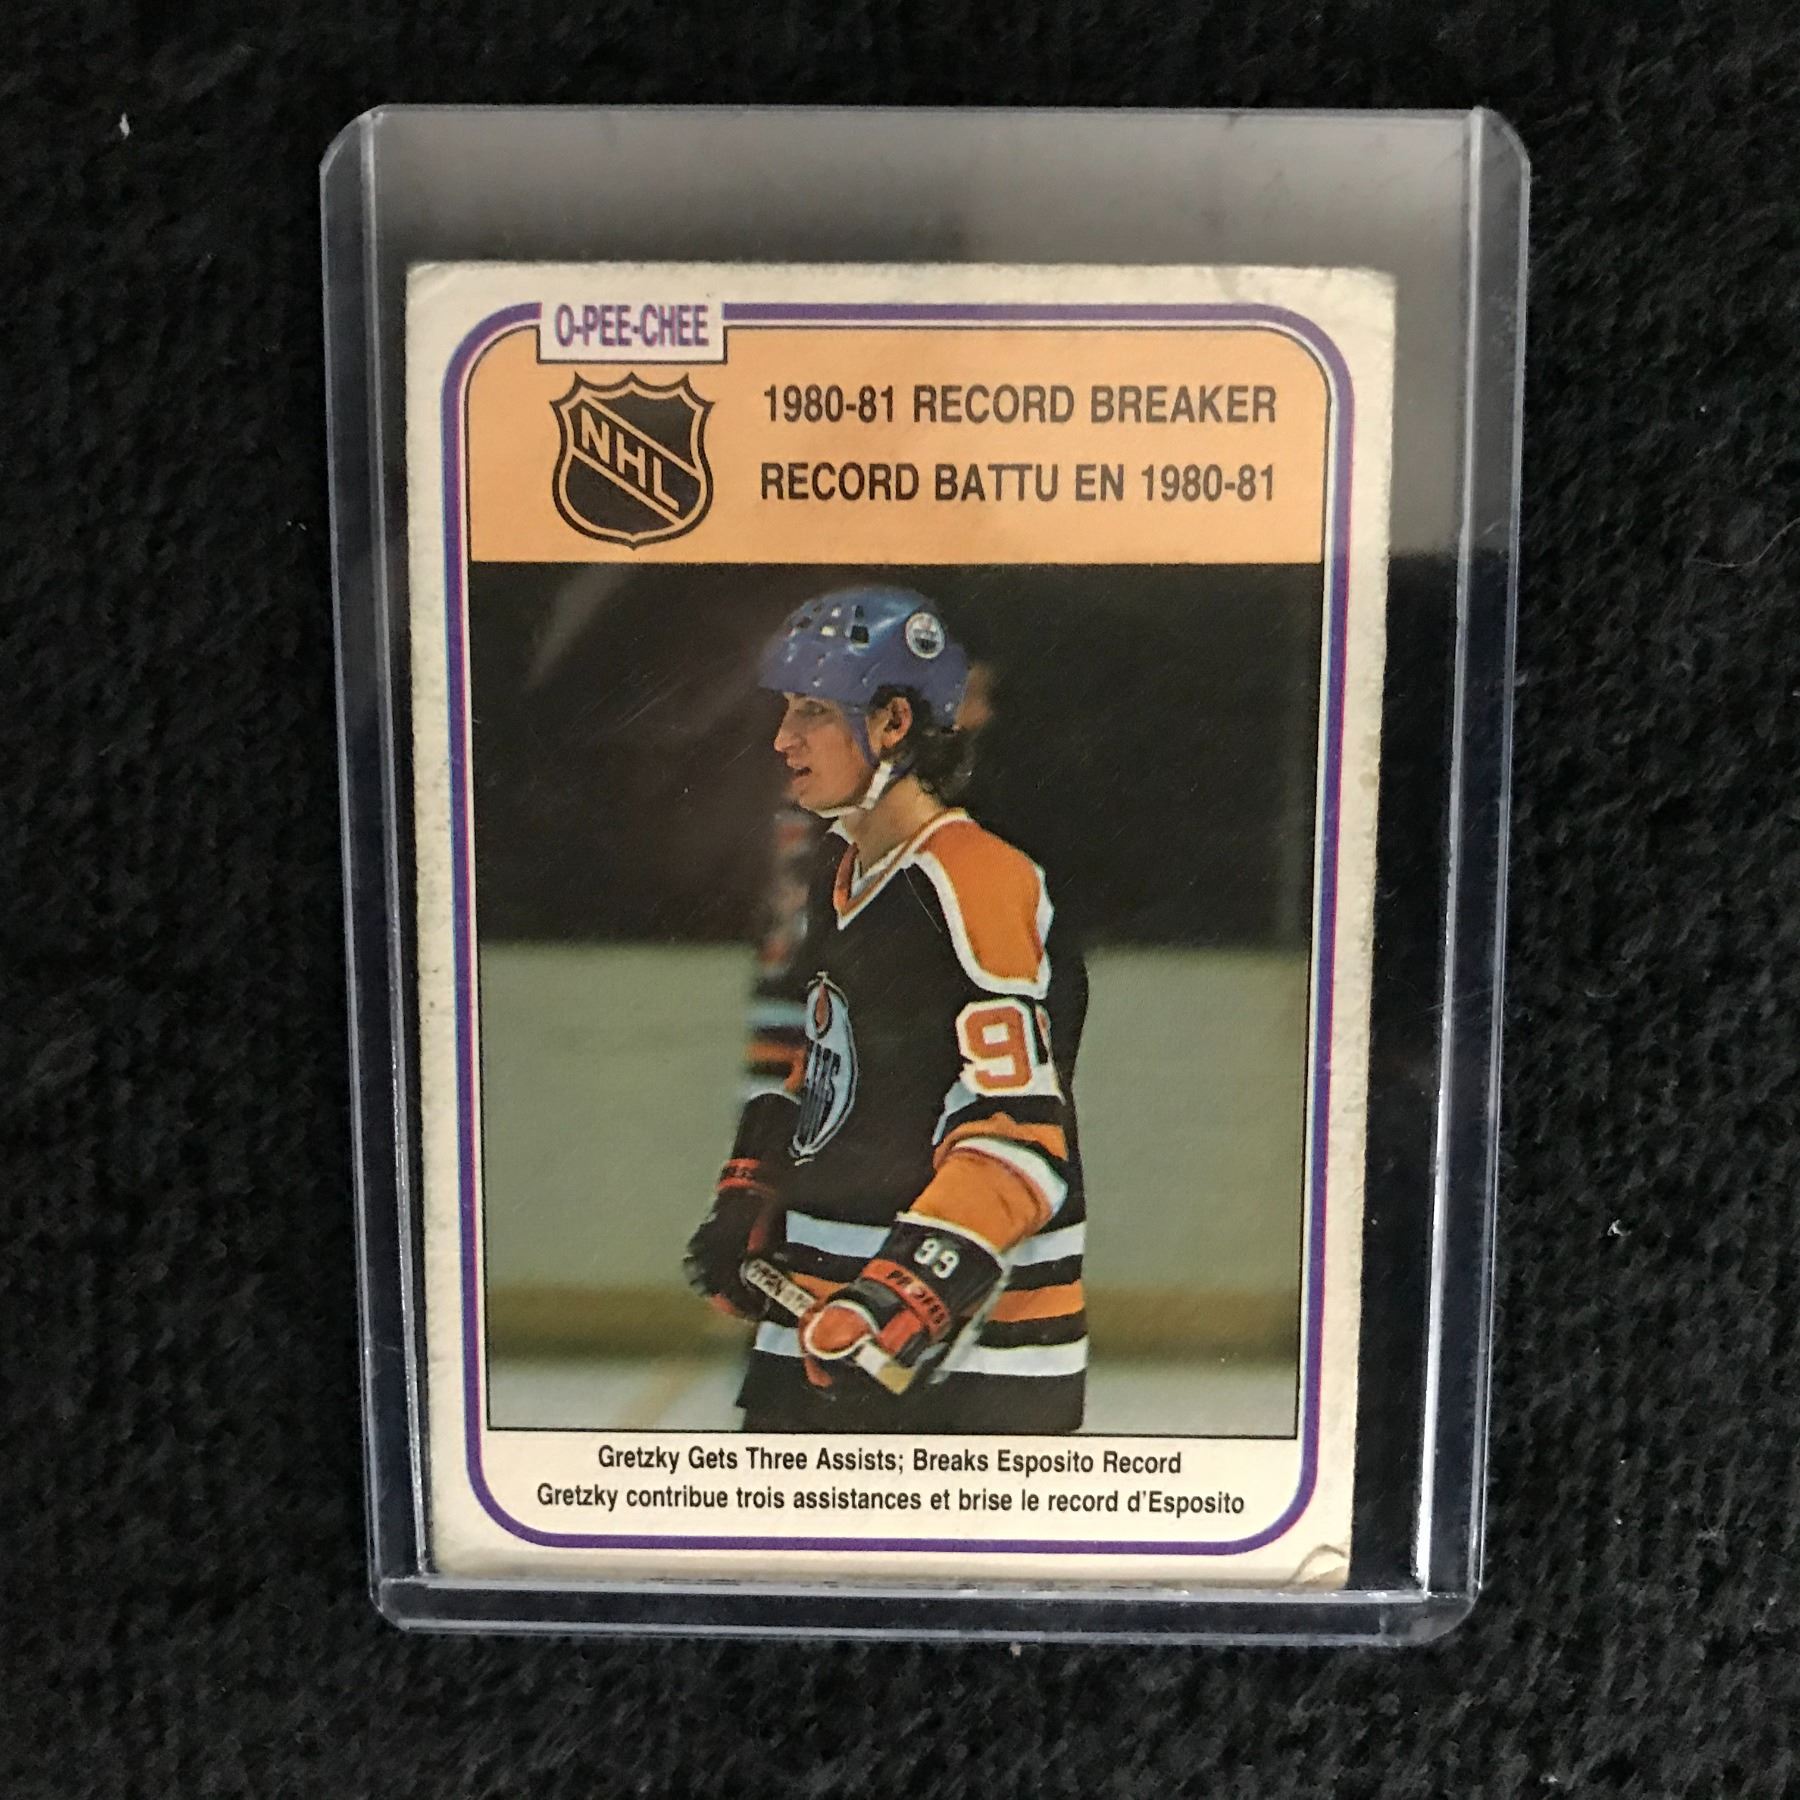 O-PEE-CHEE
NHL
1980-81 RECORD BREAKER
RECORD BATTU EN 1980-81
9
99
Gretzky Gets Three Assists; Breaks Esposito Record
Gretzky contribue trois assistances et brise le record d'Esposito